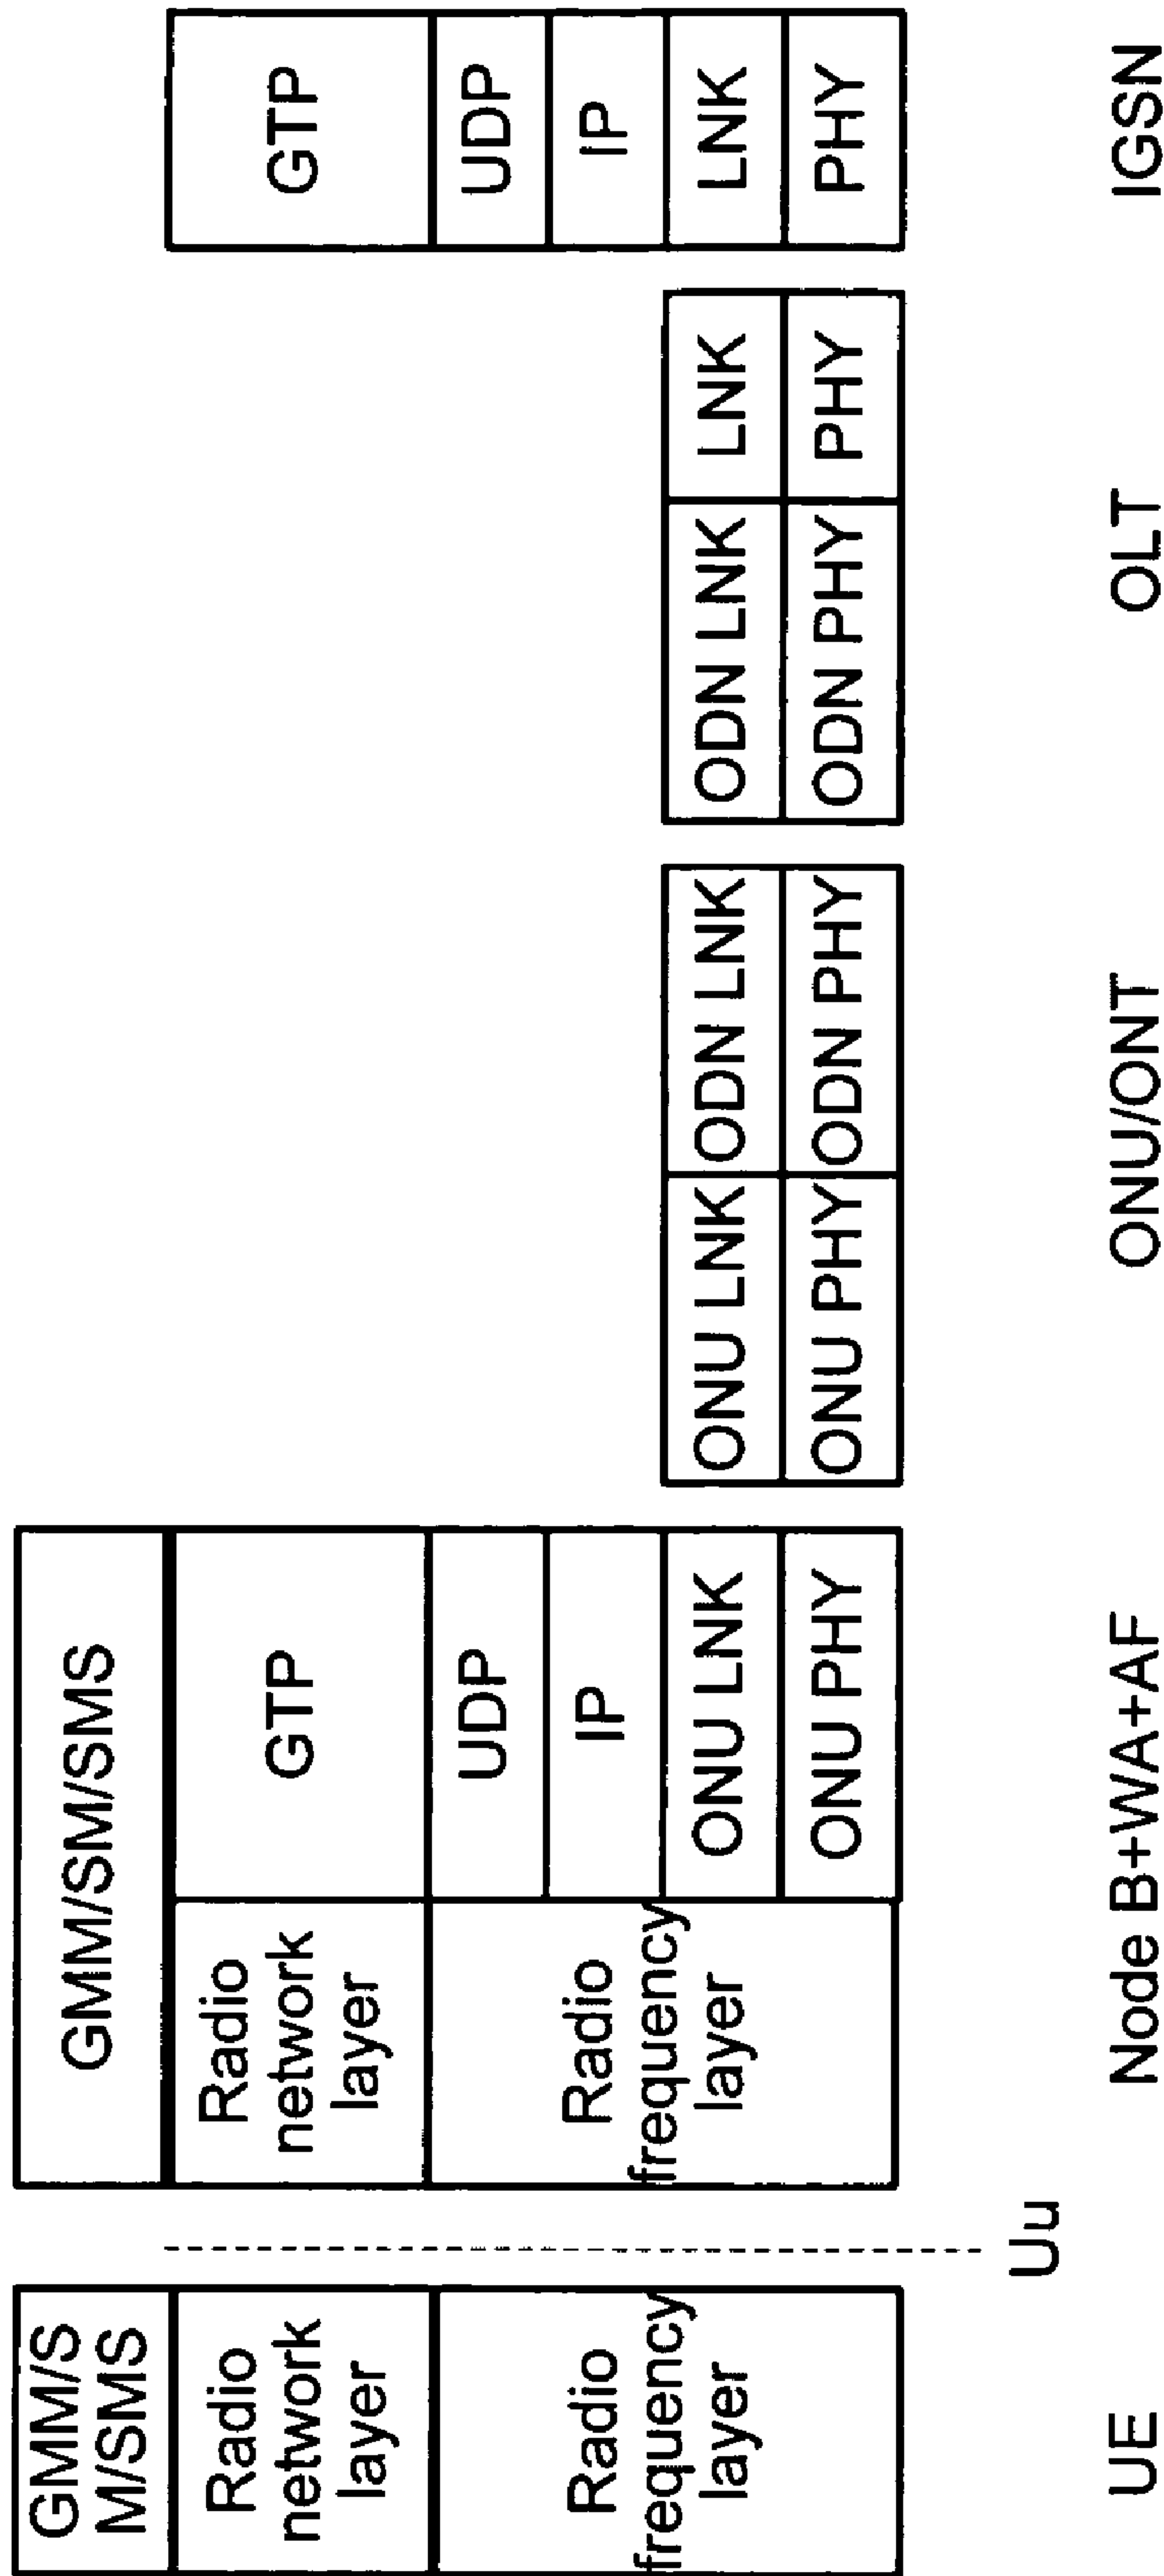 GMM/S
M/SMS
Radio
network
layer
Radio
frequency
layer
UE
Uu
GMM/SM/SMS
Radio
network
layer
GTP
Radio
frequency
layer
UDP
IP
ONU LNK
ONU PHY
Node B+WA+AF
ONU LNK
ODN LNK
ONU PHY
ODN PHY
ONU/ONT
ODN LNK
LNK
ODN PHY
PHY
OLT
GTP
UDP
IP
LNK
PHY
IGSN